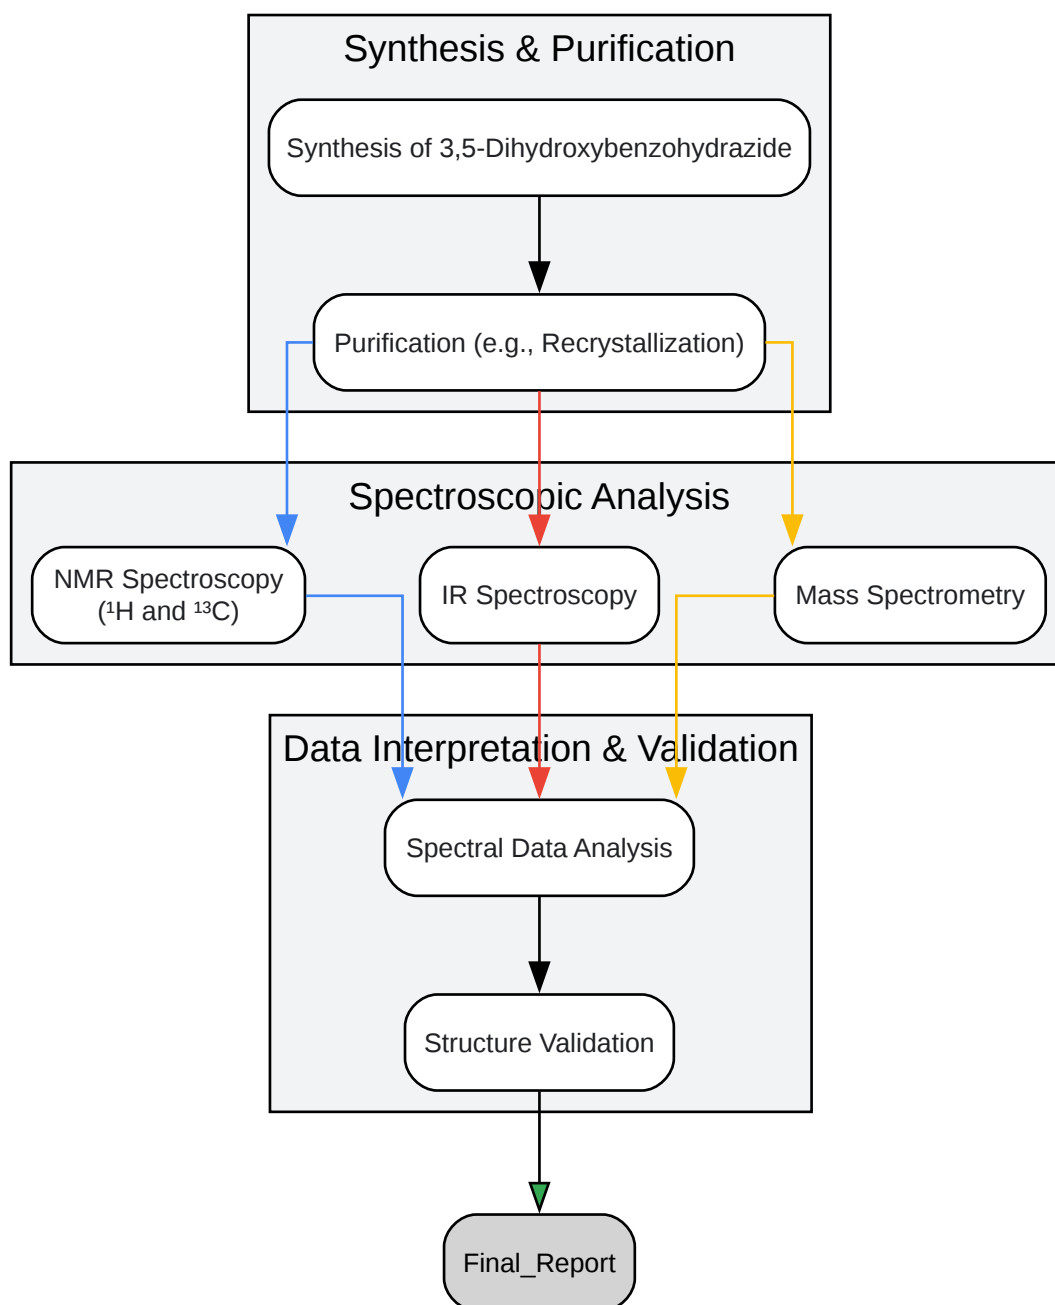 Synthesis & Purification
Synthesis of 3,5-Dihydroxybenzohydrazide
Purification (e.g., Recrystallization)
Spectroscopic Analysis
NMR Spectroscopy
(¹H and ¹³C)
IR Spectroscopy
Mass Spectrometry
Data Interpretation & Validation
Spectral Data Analysis
Structure Validation
Final_Report